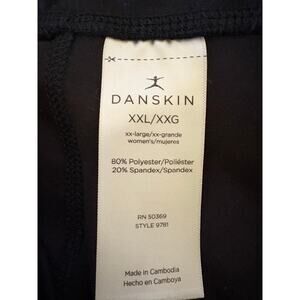 DANSKIN
XXL/XXG
xx-large/xx-grande
women's/mujeres
80% Polyester/Poliéster
20% Spandex/Spandex
RN 50369
STYLE 9781
Made in Cambodia
Hecho en Camboya